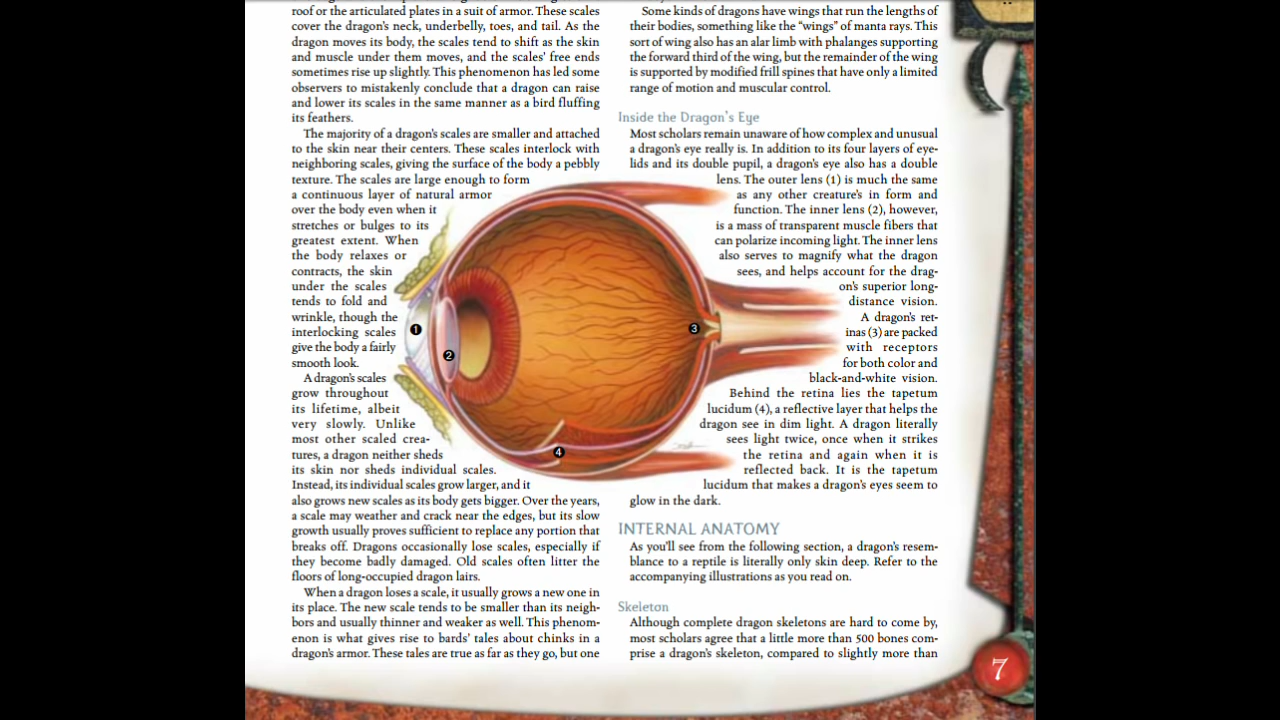 roof or the articulated plates in a suit of armor. These scales
cover the dragon's neck, underbelly, toes, and tail. As the
dragon moves its body, the scales tend to shift as the skin
and muscle under them moves, and the scales' free ends
sometimes rise up slightly. This phenomenon has led some
observers to mistakenly conclude that a dragon can raise
and lower its scales in the same manner as a bird fluffing
its feathers.
The majority of a dragon's scales are smaller and attached
to the skin near their centers. These scales interlock with
neighboring scales, giving the surface of the body a pebbly
texture. The scales are large enough to form
a continuous layer of natural armor
over the body even when it
stretches or bulges to its
greatest extent. When
the body relaxes or
contracts, the skin
under the scales
tends to fold and
wrinkle, though the
interlocking scales
give the body a fairly
smooth look.
A dragon's scales
grow throughout
its lifetime, albeit
very slowly. Unlike
most other scaled crea-
tures, a dragon neither sheds
its skin nor sheds individual scales.
Instead, its individual scales grow larger, and it
also grows new scales as its body gets bigger. Over the years,
a scale may weather and crack near the edges, but its slow
growth usually proves sufficient to replace any portion that
breaks off. Dragons occasionally lose scales, especially if
they become badly damaged. Old scales often litter the
floors of long-occupied dragon lairs.
When a dragon loses a scale, it usually grows a new one in
its place. The new scale tends to be smaller than its neigh-
bors and usually thinner and weaker as well. This phenom-
enon is what gives rise to bards' tales about chinks in a
dragon's armor. These tales are true as far as they go, but one
Some kinds of dragons have wings that run the lengths of
their bodies, something like the “wings” of manta rays. This
sort of wing also has an alar limb with phalanges supporting
the forward third of the wing, but the remainder of the wing
is supported by modified frill spines that have only a limited
range of motion and muscular control.
Inside the Dragon's Eye
Most scholars remain unaware of how complex and unusual
a dragon's eye really is. In addition to its four layers of eye-
lids and its double pupil, a dragon's eye also has a double
lens. The outer lens (1) is much the same
as any other creature's in form and
function. The inner lens (2), however,
is a mass of transparent muscle fibers that
can polarize incoming light. The inner lens
also serves to magnify what the dragon
sees, and helps account for the drag-
on's superior long-
distance vision.
A dragon's ret-
inas (3) are packed
with receptors
for both color and
black-and-white vision.
Behind the retina lies the tapetum
lucidum (4), a reflective layer that helps the
dragon see in dim light. A dragon literally
sees light twice, once when it strikes
the retina and again when it is
reflected back. It is the tapetum
lucidum that makes a dragon's eyes seem to
glow in the dark.
INTERNAL ANATOMY
As you'll see from the following section, a dragon's resem-
blance to a reptile is literally only skin deep. Refer to the
accompanying illustrations as you read on.
Skeleton
Although complete dragon skeletons are hard to come by,
most scholars agree that a little more than 500 bones com-
prise a dragon's skeleton, compared to slightly more than
1
2
3
4
7